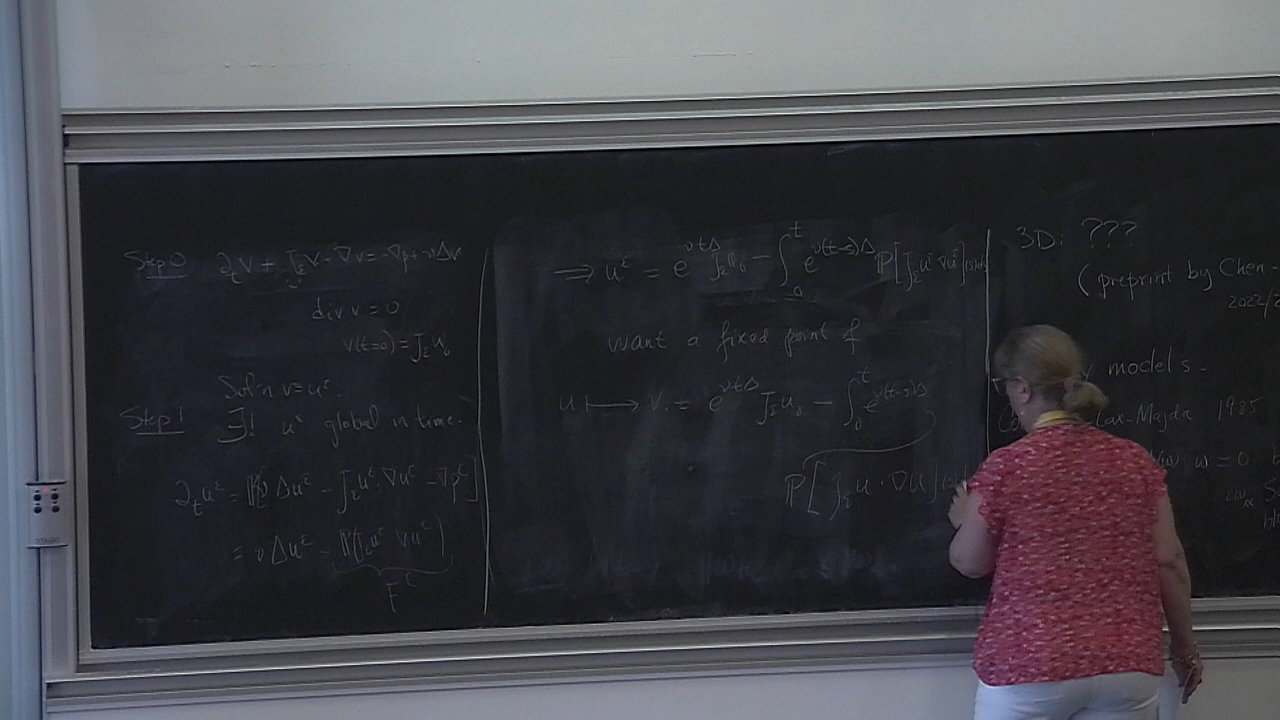 Step 0 ∂_t v + J_ε v · ∇v = -∇p + ν Δv
div v = 0
v(t=0) = J_ε u_0
Sol'n v = u^ε.
Step 1 ∃! u^ε global in time.
∂_t u^ε = ℙ[ν Δu^ε - J_ε u^ε · ∇u^ε - ∇p^ε]
= ν Δu^ε - ℙ(J_ε u^ε · ∇u^ε)
F^ε
⇒ u^ε = e^{νtΔ} J_ε u_0 - ∫_0^t e^{ν(t-s)Δ} ℙ[J_ε u^ε · ∇u^ε](s)ds
want a fixed point of
u ↦ v = e^{νtΔ} J_ε u_0 - ∫_0^t e^{ν(t-s)Δ}
ℙ[J_ε u · ∇u]
3D: ???
(preprint by Chen -
2022/
models.
Lax-Majda 1985
w = 0